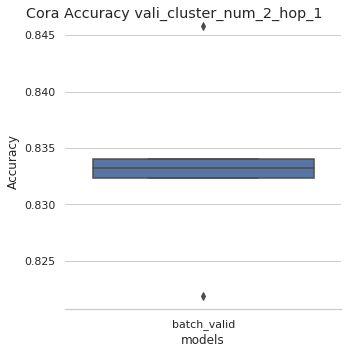 Cora Accuracy vali_cluster_num_2_hop_1
0.845
0.840
0.835
0.830
0.825
Accuracy
batch_valid
models